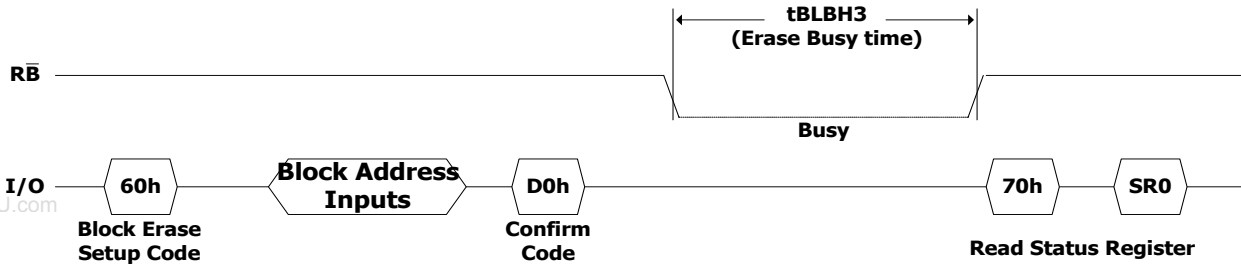 tBLBH3
(Erase Busy time)
RB̅
Busy
I/O
60h
Block Address
Inputs
D0h
70h
SR0
U.com
Block Erase
Setup Code
Confirm
Code
Read Status Register